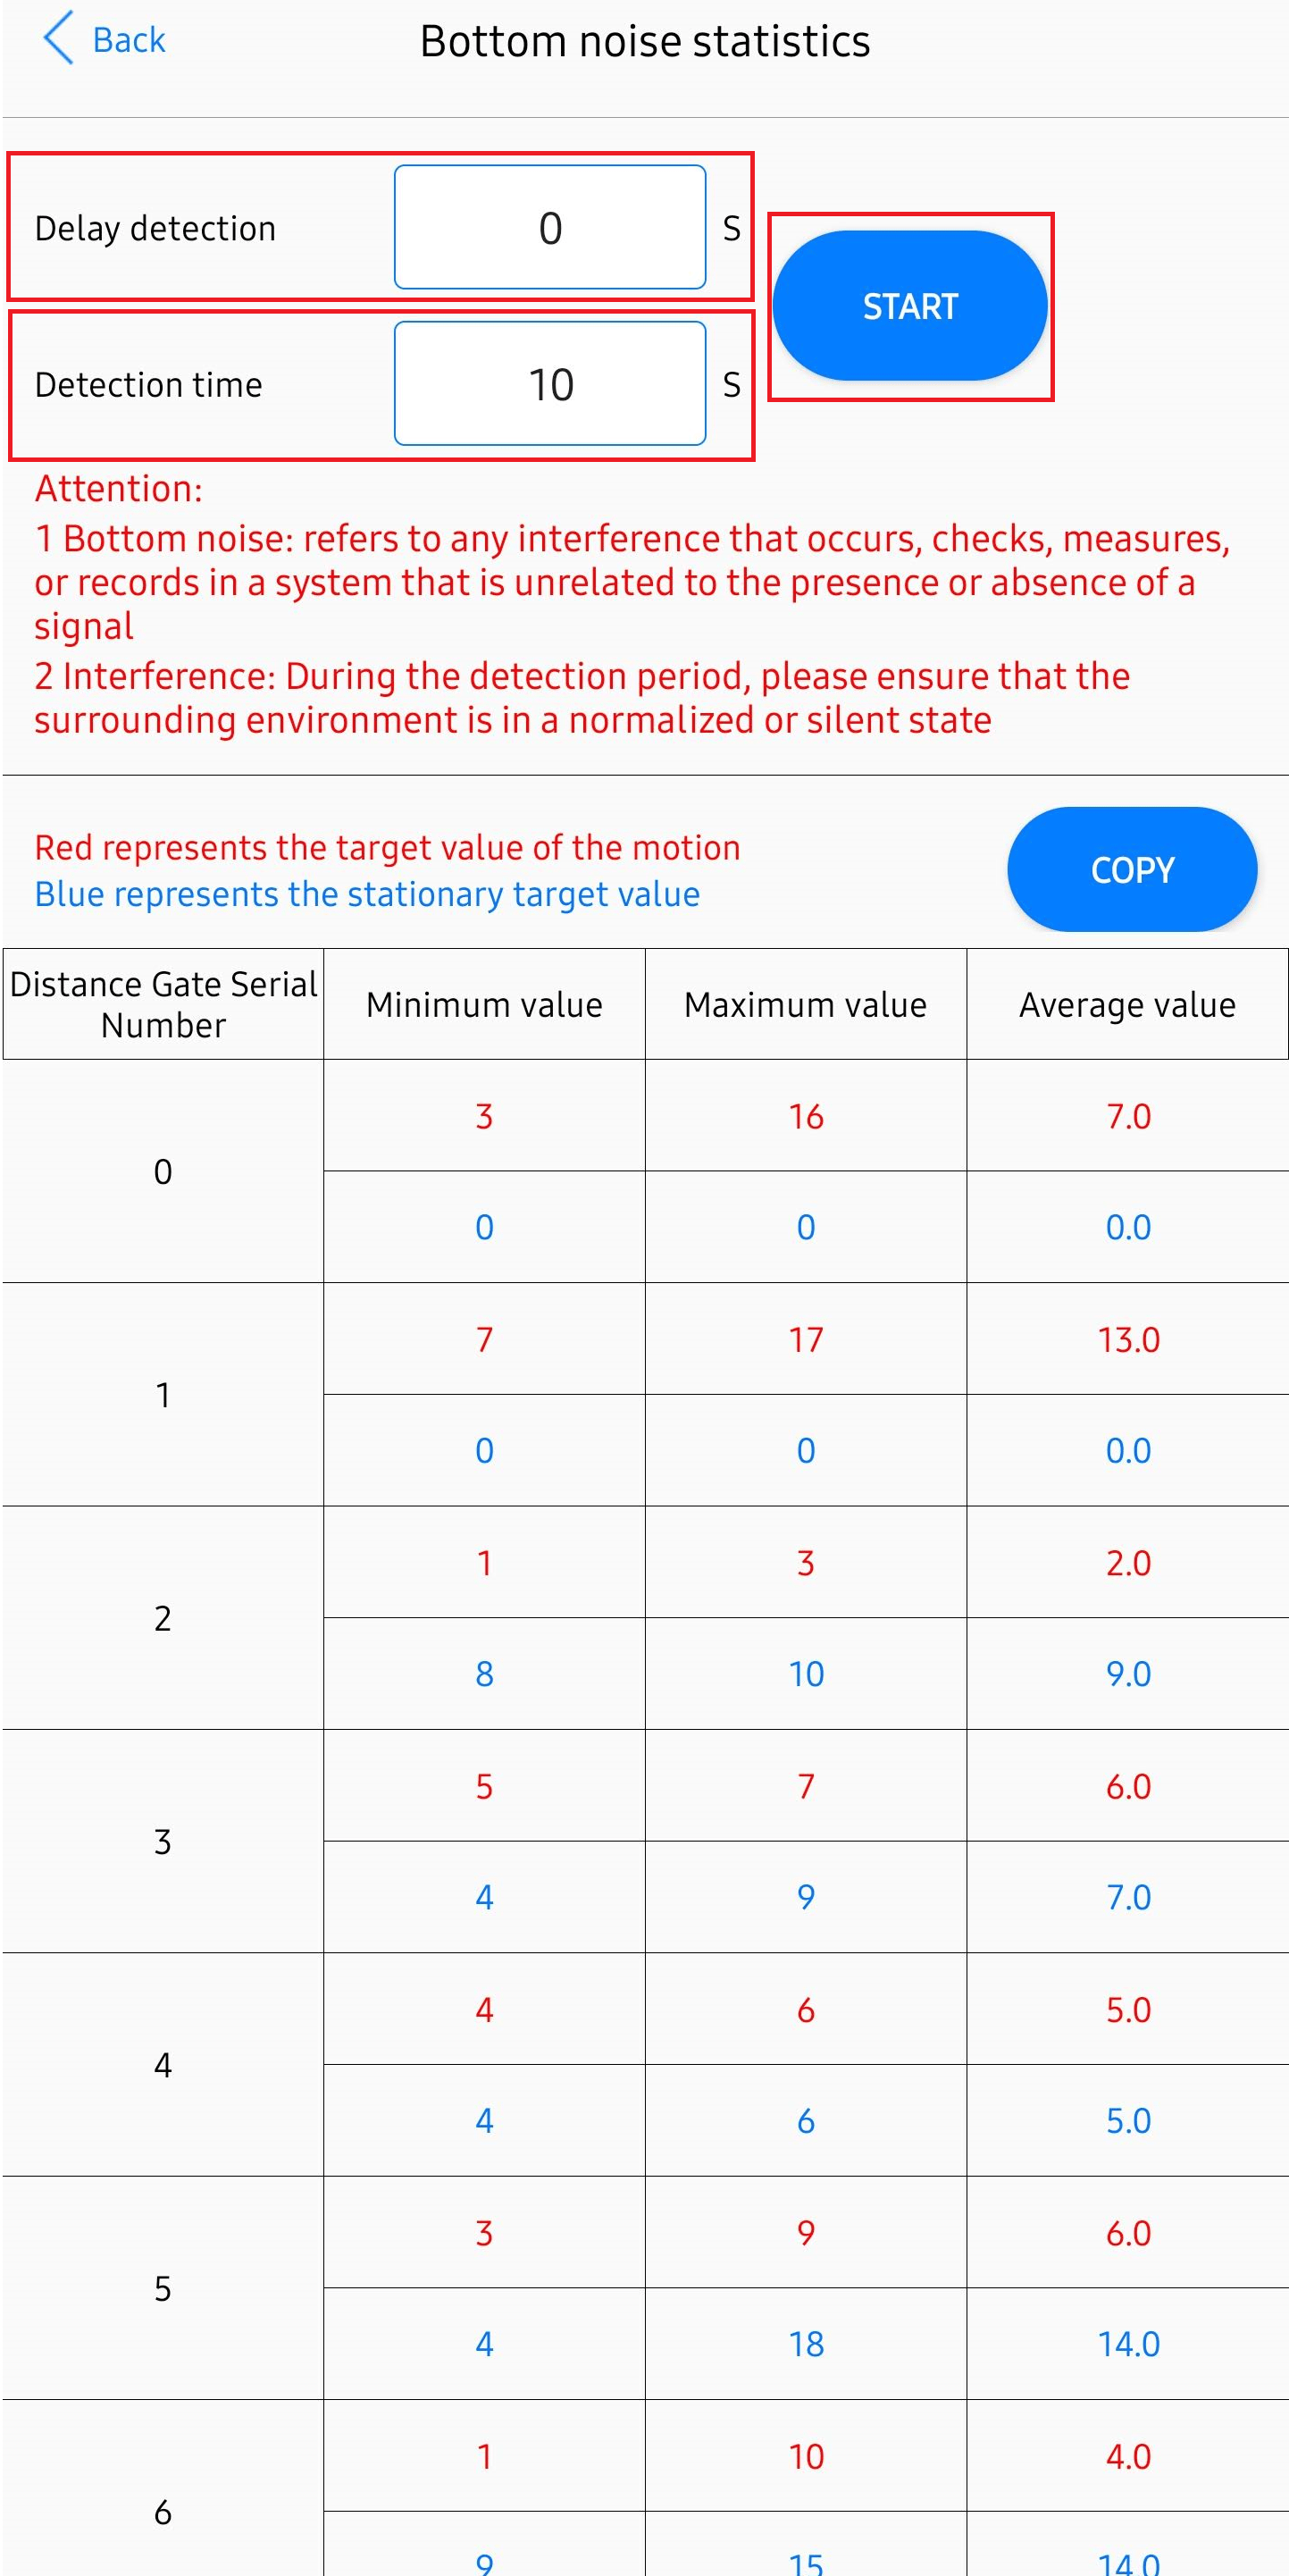 Back
Bottom noise statistics
Delay detection 0 S
START
Detection time 10 S
Attention:
1 Bottom noise: refers to any interference that occurs, checks, measures,
or records in a system that is unrelated to the presence or absence of a
signal
2 Interference: During the detection period, please ensure that the
surrounding environment is in a normalized or silent state
Red represents the target value of the motion
Blue represents the stationary target value
COPY
Distance Gate Serial
Number
Minimum value
Maximum value
Average value
0
3 16 7.0
0 0 0.0
1
7 17 13.0
0 0 0.0
2
1 3 2.0
8 10 9.0
3
5 7 6.0
4 9 7.0
4
4 6 5.0
4 6 5.0
5
3 9 6.0
4 18 14.0
6
1 10 4.0
9 15 14.0